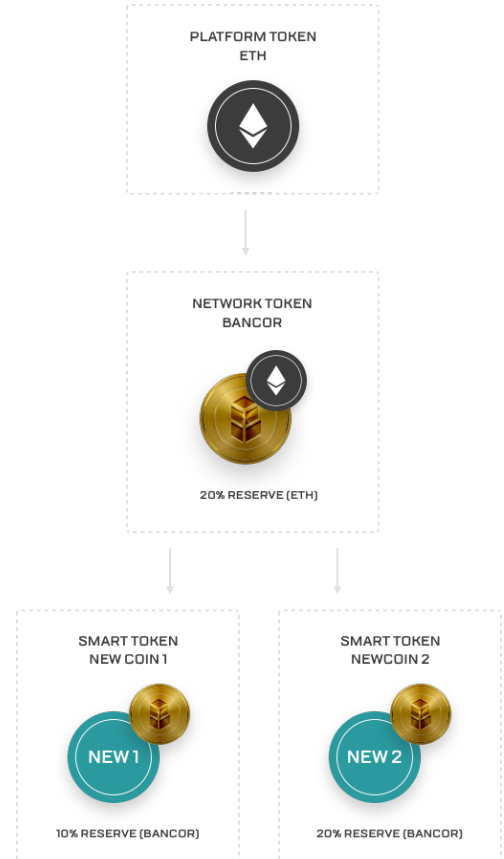 PLATFORM TOKEN
ETH
NETWORK TOKEN
BANCOR
20% RESERVE (ETH)
SMART TOKEN
NEW COIN 1
NEW 1
10% RESERVE (BANCOR)
SMART TOKEN
NEWCOIN 2
NEW 2
20% RESERVE (BANCOR)